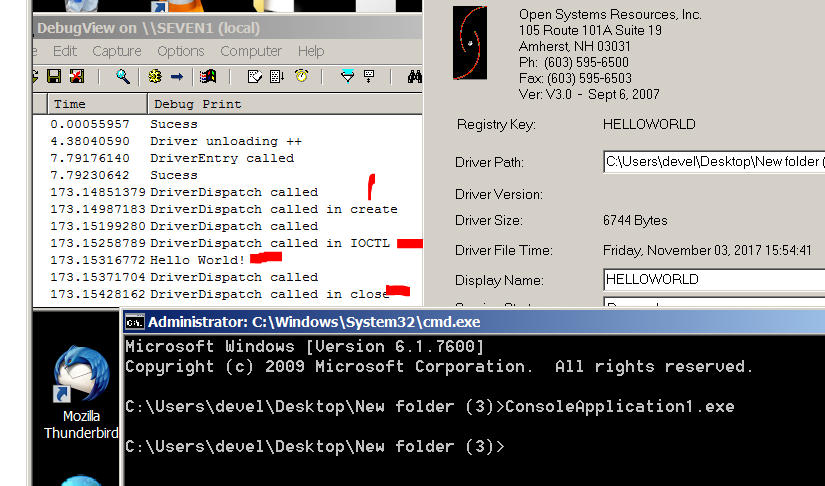 DebugView on \\SEVEN1 (local)
Edit Capture Options Computer Help
Time Debug Print
0.00055957 Sucess
4.38040590 Driver unloading ++
7.79176140 DriverEntry called
7.79230642 Sucess
173.14851379 DriverDispatch called
173.14987183 DriverDispatch called in create
173.15199280 DriverDispatch called
173.15258789 DriverDispatch called in IOCTL
173.15316772 Hello World!
173.15371704 DriverDispatch called
173.15428162 DriverDispatch called in close
Open Systems Resources, Inc.
105 Route 101A Suite 19
Amherst, NH 03031
Ph: (603) 595-6500
Fax: (603) 595-6503
Ver: V3.0 - Sept 6, 2007
Registry Key: HELLOWORLD
Driver Path: C:\Users\devel\Desktop\New folder (
Driver Version:
Driver Size: 6744 Bytes
Driver File Time: Friday, November 03, 2017 15:54:41
Display Name: HELLOWORLD
Mozilla
Thunderbird
Administrator: C:\Windows\System32\cmd.exe
Microsoft Windows [Version 6.1.7600]
Copyright (c) 2009 Microsoft Corporation. All rights reserved.
C:\Users\devel\Desktop\New folder (3)>ConsoleApplication1.exe
C:\Users\devel\Desktop\New folder (3)>